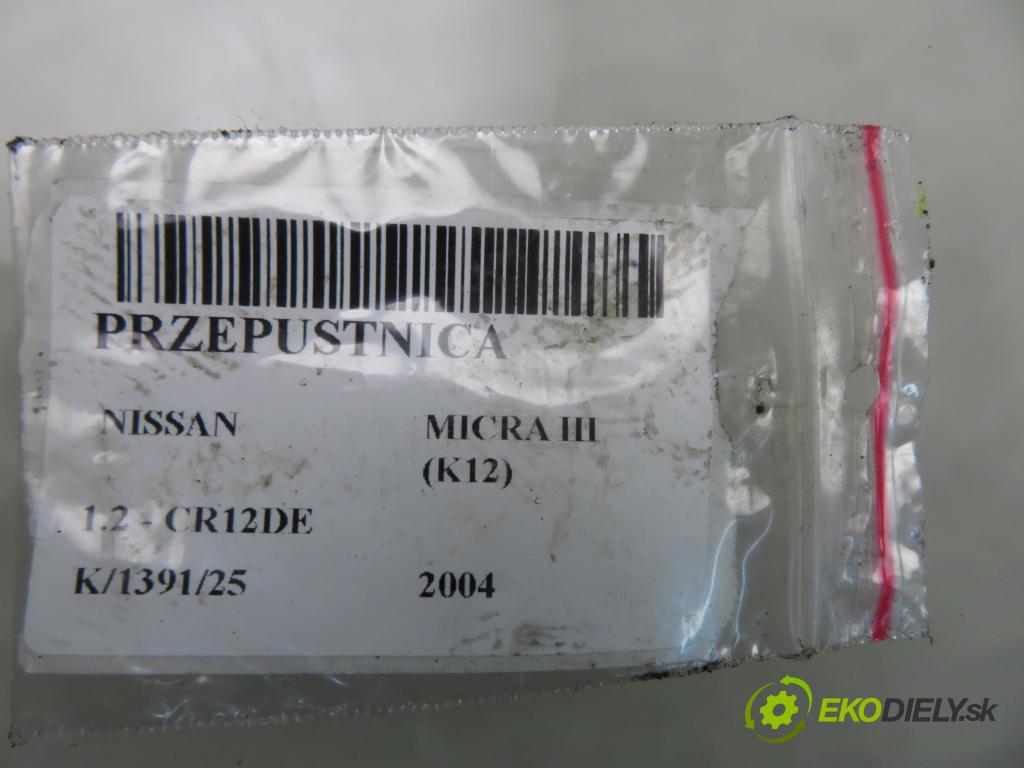 PRZEPUSTNICA
NISSAN MICRA III
(K12)
1.2 - CR12DE
K/1391/25 2004
EKODIELY.sk